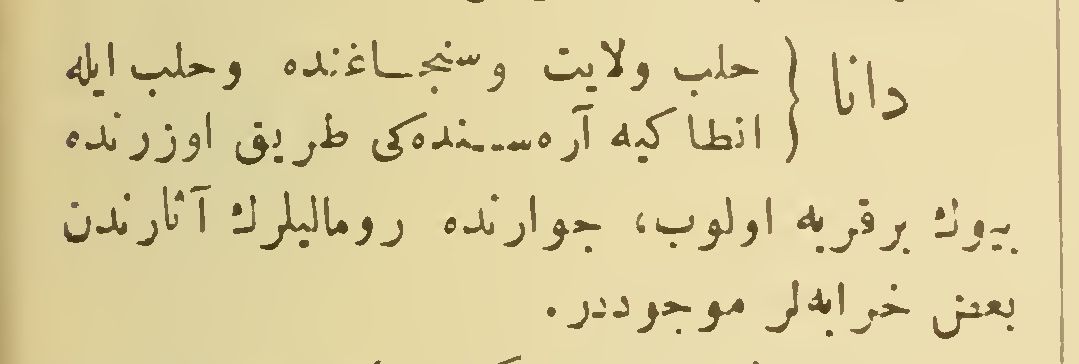 دانا { حلب ولایت وسنجاغنده وحلب ایله
انطاکیه آره‌سنده‌کی طریق اوزرنده
بیوك برقریه اولوب، جوارنده رومالیلرك آثارندن
بعض خرابه‌لر موجوددر.